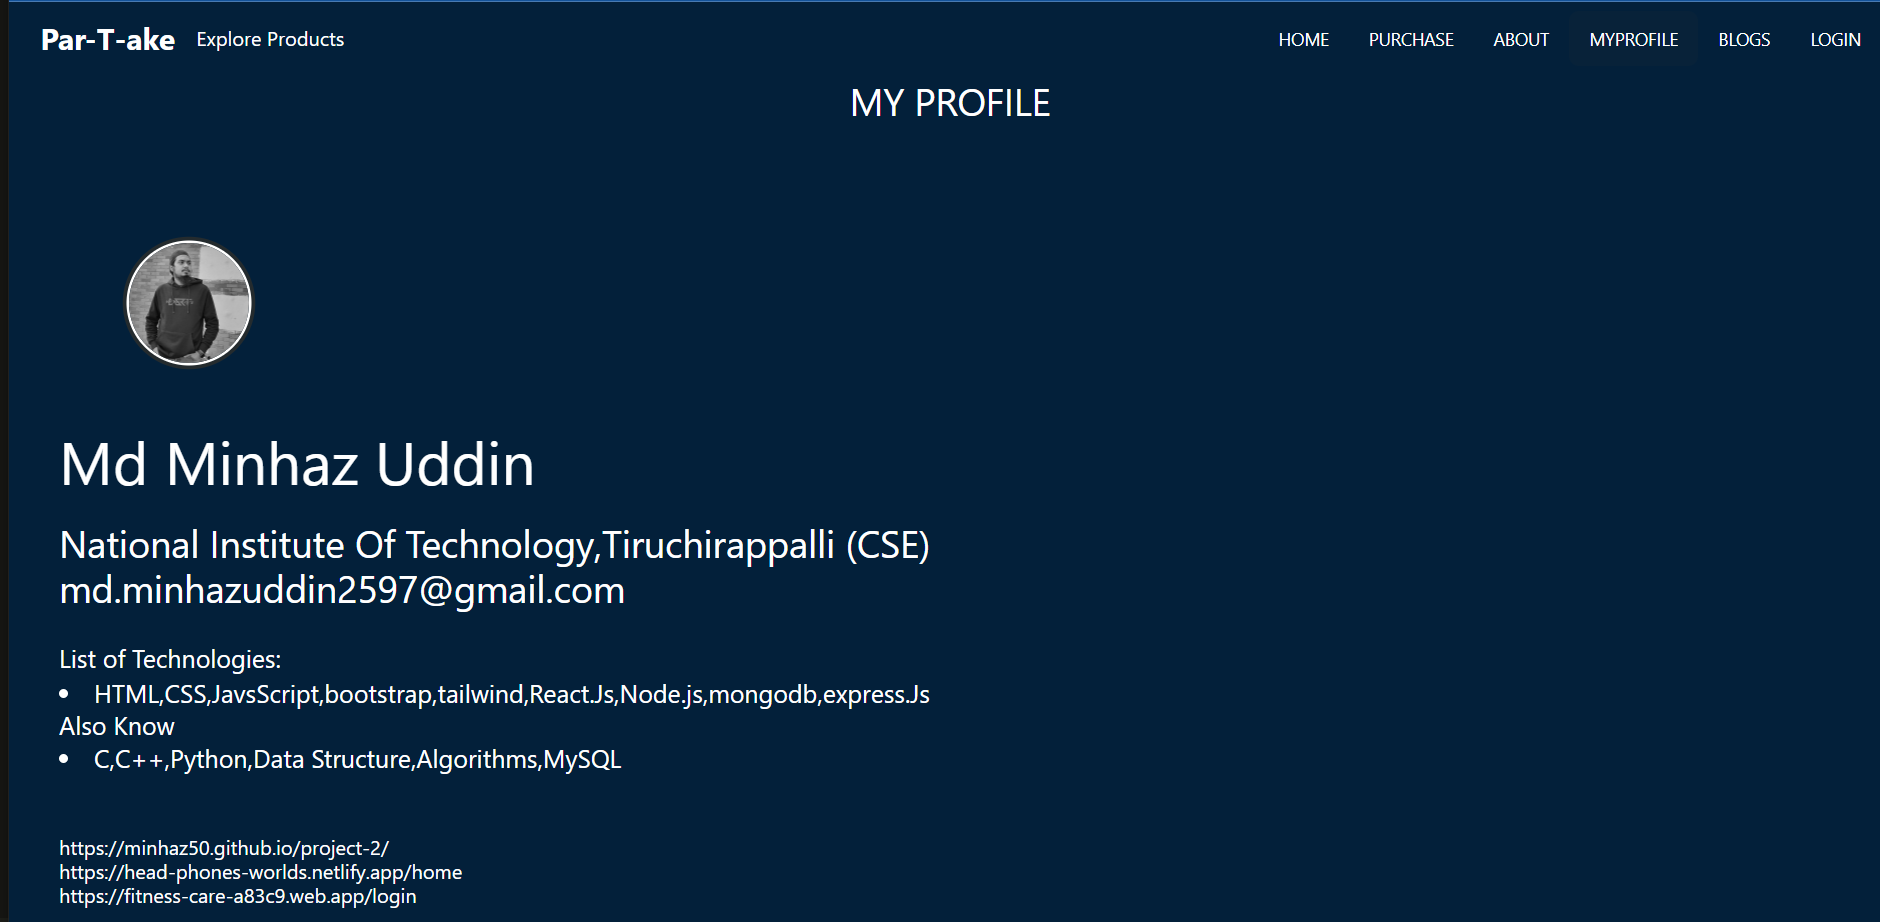 Par-T-ake Explore Products HOME PURCHASE ABOUT MYPROFILE BLOGS LOGIN
MY PROFILE
Md Minhaz Uddin
National Institute Of Technology,Tiruchirappalli (CSE)
md.minhazuddin2597@gmail.com
List of Technologies:
• HTML,CSS,JavsScript,bootstrap,tailwind,React.Js,Node.js,mongodb,express.Js
Also Know
• C,C++,Python,Data Structure,Algorithms,MySQL
https://minhaz50.github.io/project-2/
https://head-phones-worlds.netlify.app/home
https://fitness-care-a83c9.web.app/login